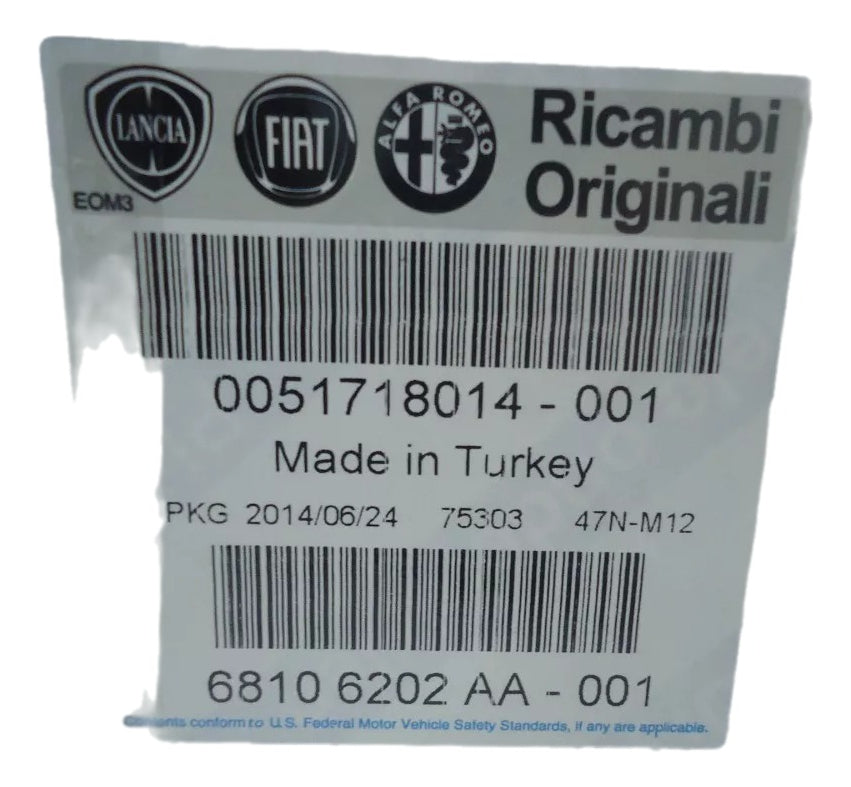 LANCIA
FIAT
ALFA ROMEO
Ricambi
Originali
EOM3
0051718014 - 001
Made in Turkey
PKG 2014/06/24 75303 47N-M12
6810 6202 AA - 001
Contents conform to U.S. Federal Motor Vehicle Safety Standards, if any are applicable.